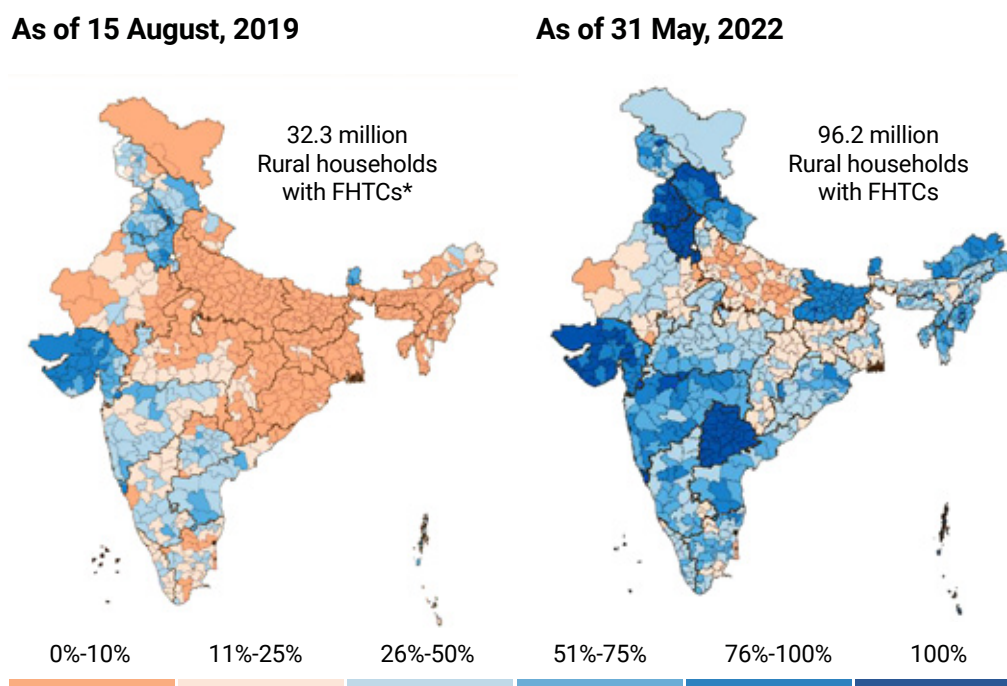 As of 15 August, 2019
As of 31 May, 2022
32.3 million
Rural households
with FHTCs*
96.2 million
Rural households
with FHTCs
0%-10%
11%-25%
26%-50%
51%-75%
76%-100%
100%